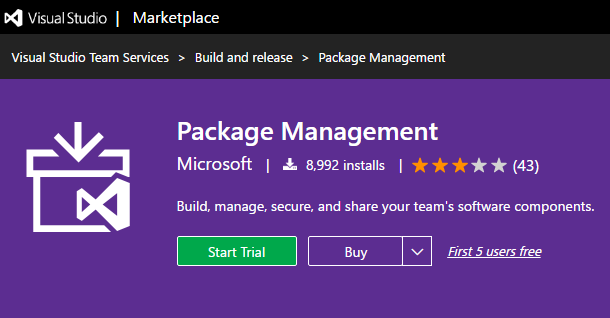 Visual Studio | Marketplace
Visual Studio Team Services > Build and release > Package Management
Package Management
Microsoft | 8,992 installs | (43)
Build, manage, secure, and share your team's software components.
Start Trial Buy First 5 users free